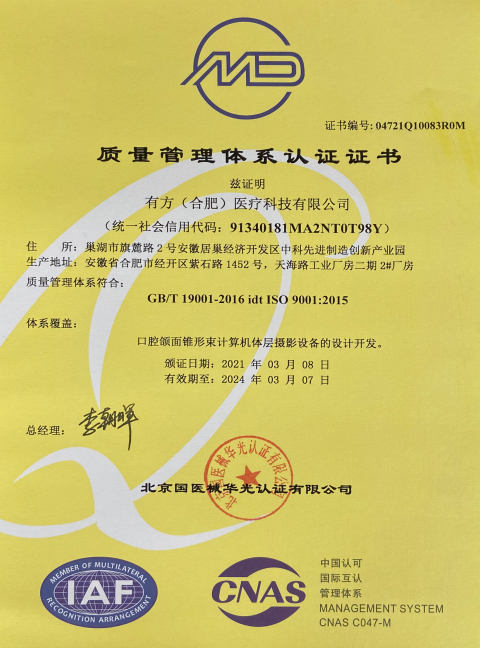 MD
证书编号: 04721Q10083R0M
质量管理体系认证证书
兹证明
有方（合肥）医疗科技有限公司
（统一社会信用代码：91340181MA2NT0T98Y）
住 所：巢湖市旗麓路 2 号安徽居巢经济开发区中科先进制造创新产业园
生产地址：安徽省合肥市经开区紫石路 1452 号，天海路工业厂房二期 2#厂房
质量管理体系符合：
GB/T 19001-2016 idt ISO 9001:2015
体系覆盖：
口腔颌面锥形束计算机体层摄影设备的设计开发。
颁证日期：2021 年 03 月 08 日
有效期至：2024 年 03 月 07 日
总经理：李朝晖
北京国医械华光认证有限公司
北京国医械华光认证有限公司
MEMBER OF MULTILATERAL
IAF
RECOGNITION ARRANGEMENT
CNAS
中国认可
国际互认
管理体系
MANAGEMENT SYSTEM
CNAS C047-M